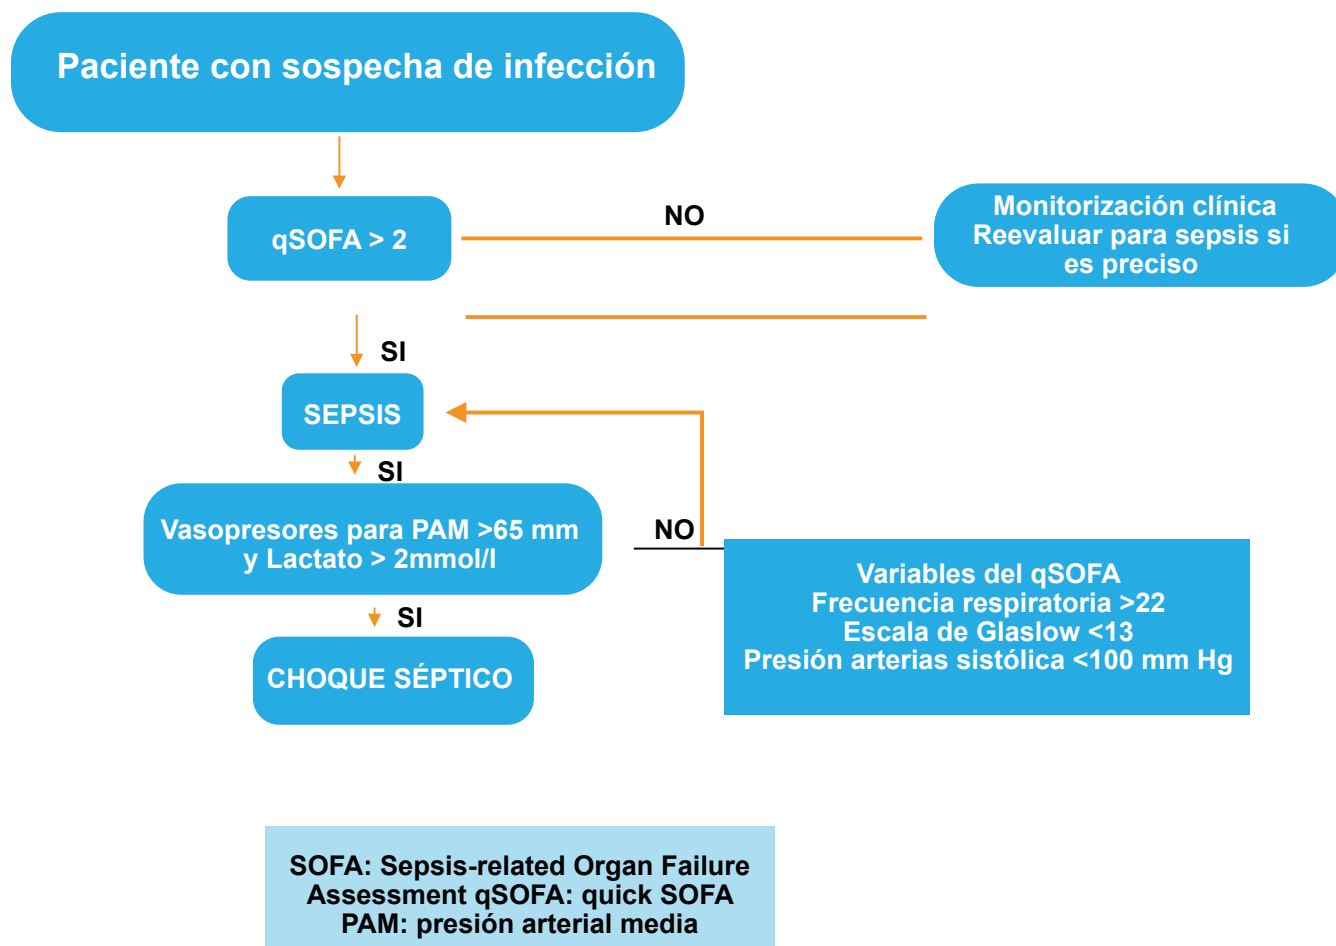 Paciente con sospecha de infección
qSOFA > 2
NO
Monitorización clínica
Reevaluar para sepsis si
es preciso
SI
SEPSIS
SI
Vasopresores para PAM >65 mm
y Lactato > 2mmol/l
NO
Variables del qSOFA
Frecuencia respiratoria >22
Escala de Glaslow <13
Presión arterias sistólica <100 mm Hg
SI
CHOQUE SÉPTICO
SOFA: Sepsis-related Organ Failure
Assessment qSOFA: quick SOFA
PAM: presión arterial media